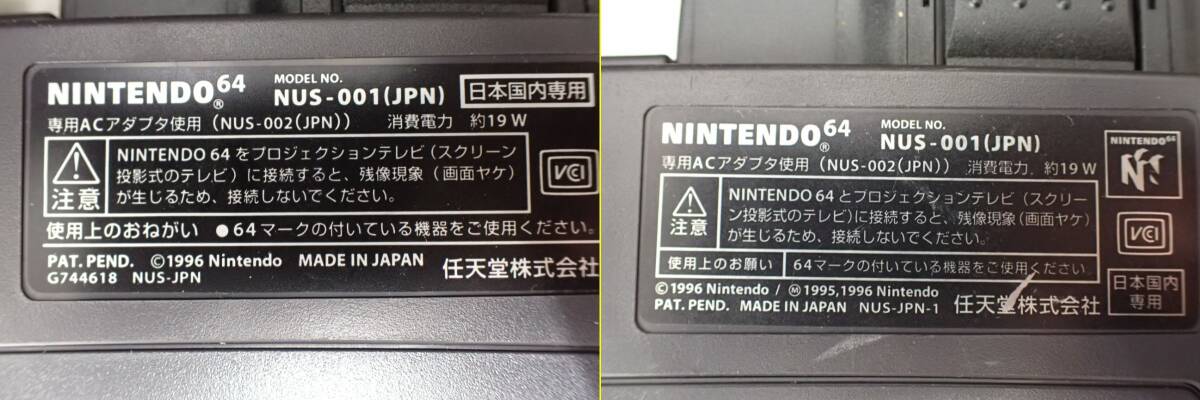 NINTENDO®64 MODEL NO. NUS-001(JPN) 日本国内専用
専用ACアダプタ使用（NUS-002(JPN)） 消費電力 約19W
注意
NINTENDO 64 をプロジェクションテレビ（スクリーン
投影式のテレビ）に接続すると、残像現象（画面ヤケ）
が生じるため、接続しないでください。
VCI
使用上のおねがい ●64 マークの付いている機器をご使用ください。
PAT. PEND. ©1996 Nintendo MADE IN JAPAN
G744618 NUS-JPN 任天堂株式会社
NINTENDO®64 MODEL NO. NUS-001(JPN)
NINTENDO64
専用ACアダプタ使用（NUS-002(JPN)） 消費電力 約19W
注意
NINTENDO 64 とプロジェクションテレビ（スクリー
ン投影式のテレビ)に接続すると、残像現象(画面ヤケ)
が生じるため、接続しないでください。
VCI
使用上のお願い 64マークの付いている機器をご使用ください。
©1996 Nintendo / Ⓜ1995,1996 Nintendo
PAT. PEND. MADE IN JAPAN NUS-JPN-1 任天堂株式会社
日本国内
専用